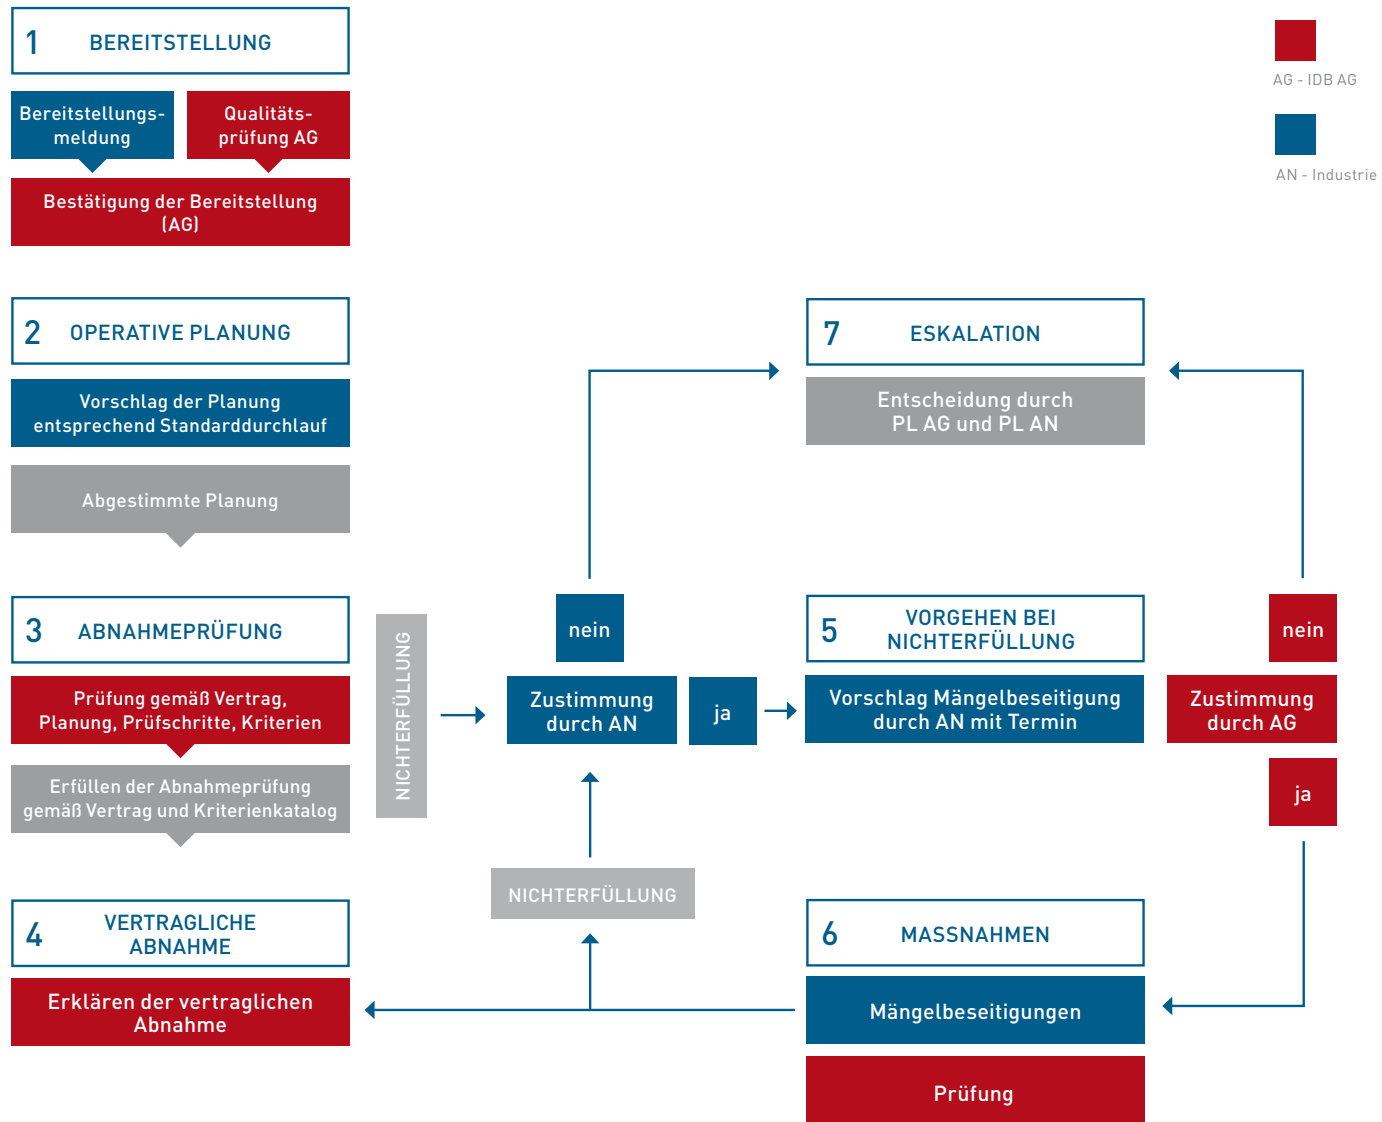 1 BEREITSTELLUNG
Bereitstellungs-
meldung
Qualitäts-
prüfung AG
Bestätigung der Bereitstellung
(AG)
AG - IDB AG
AN - Industrie
2 OPERATIVE PLANUNG
Vorschlag der Planung
entsprechend Standarddurchlauf
Abgestimmte Planung
7 ESKALATION
Entscheidung durch
PL AG und PL AN
3 ABNAHMEPRÜFUNG
Prüfung gemäß Vertrag,
Planung, Prüfschritte, Kriterien
Erfüllen der Abnahmeprüfung
gemäß Vertrag und Kriterienkatalog
NICHTERFÜLLUNG
nein
Zustimmung
durch AN
ja
5 VORGEHEN BEI
NICHTERFÜLLUNG
Vorschlag Mängelbeseitigung
durch AN mit Termin
nein
Zustimmung
durch AG
ja
NICHTERFÜLLUNG
4 VERTRAGLICHE
ABNAHME
Erklären der vertraglichen
Abnahme
6 MASSNAHMEN
Mängelbeseitigungen
Prüfung